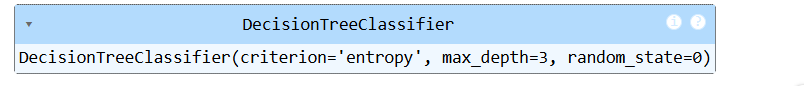 DecisionTreeClassifier
DecisionTreeClassifier(criterion='entropy', max_depth=3, random_state=0)